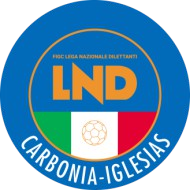 FIGC LEGA NAZIONALE DILETTANTI
LND
CARBONIA-IGLESIAS